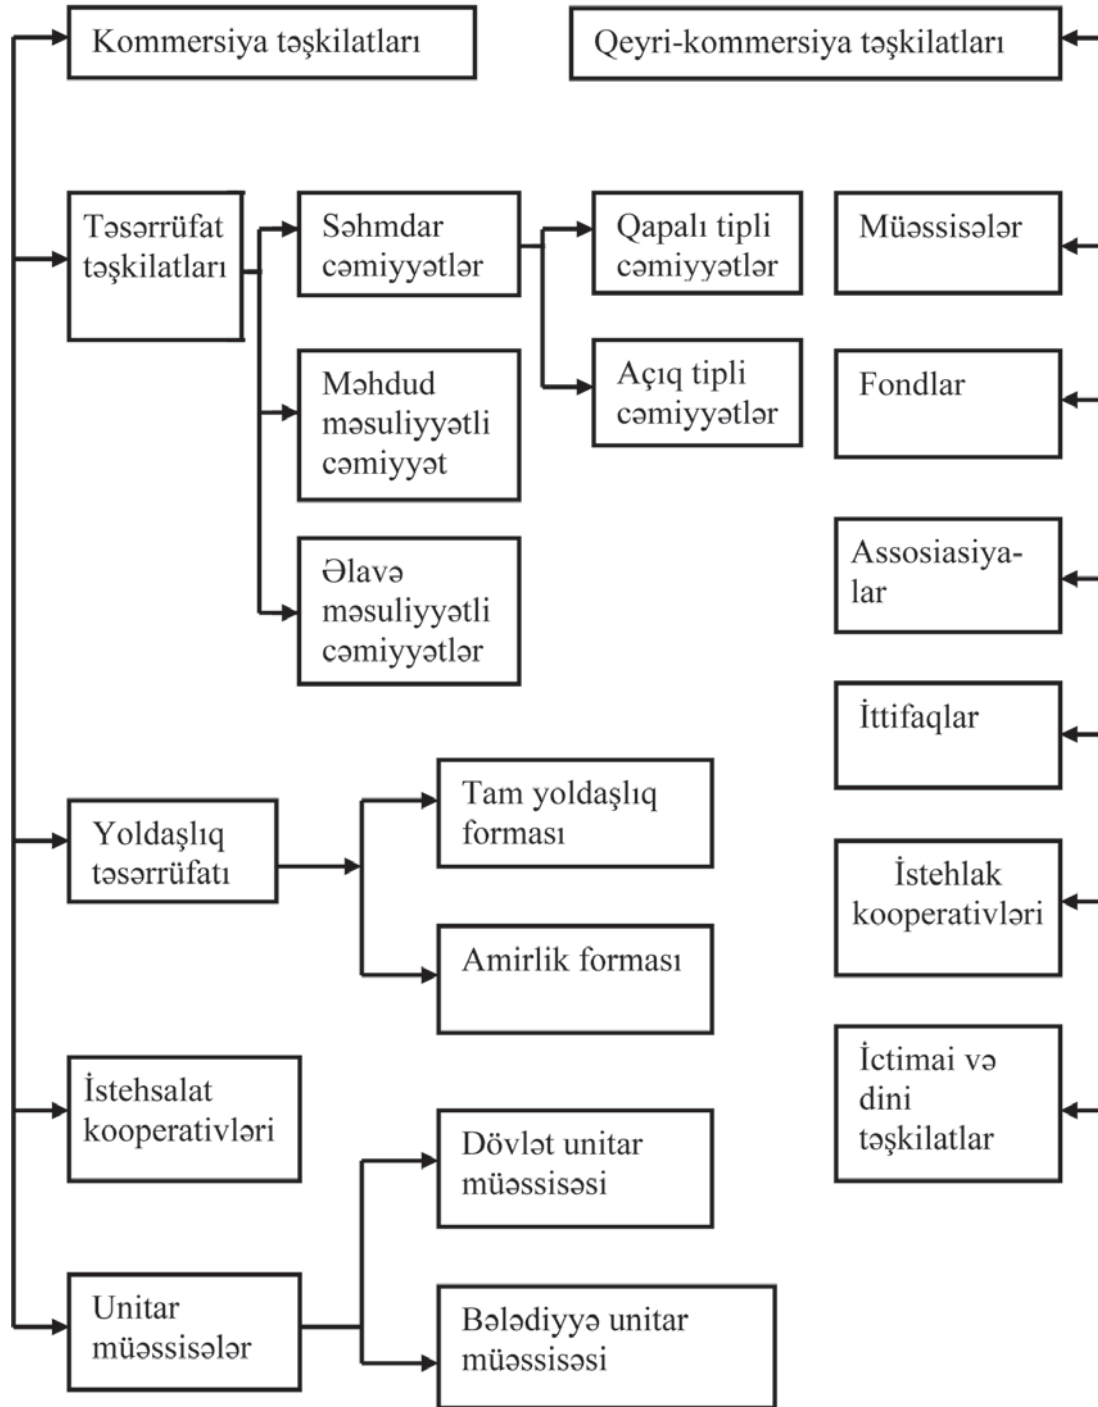 Kommersiya təşkilatları
Qeyri-kommersiya təşkilatları
Təsərrüfat
təşkilatları
Səhmdar
cəmiyyətlər
Qapalı tipli
cəmiyyətlər
Müəssisələr
Məhdud
məsuliyyətli
cəmiyyət
Açıq tipli
cəmiyyətlər
Fondlar
Əlavə
məsuliyyətli
cəmiyyətlər
Assosiasiya-
lar
İttifaqlar
Yoldaşlıq
təsərrüfatı
Tam yoldaşlıq
forması
İstehlak
kooperativləri
Amirlik forması
İstehsalat
kooperativləri
Dövlət unitar
müəssisəsi
İctimai və
dini
təşkilatlar
Unitar
müəssisələr
Bələdiyyə unitar
müəssisəsi